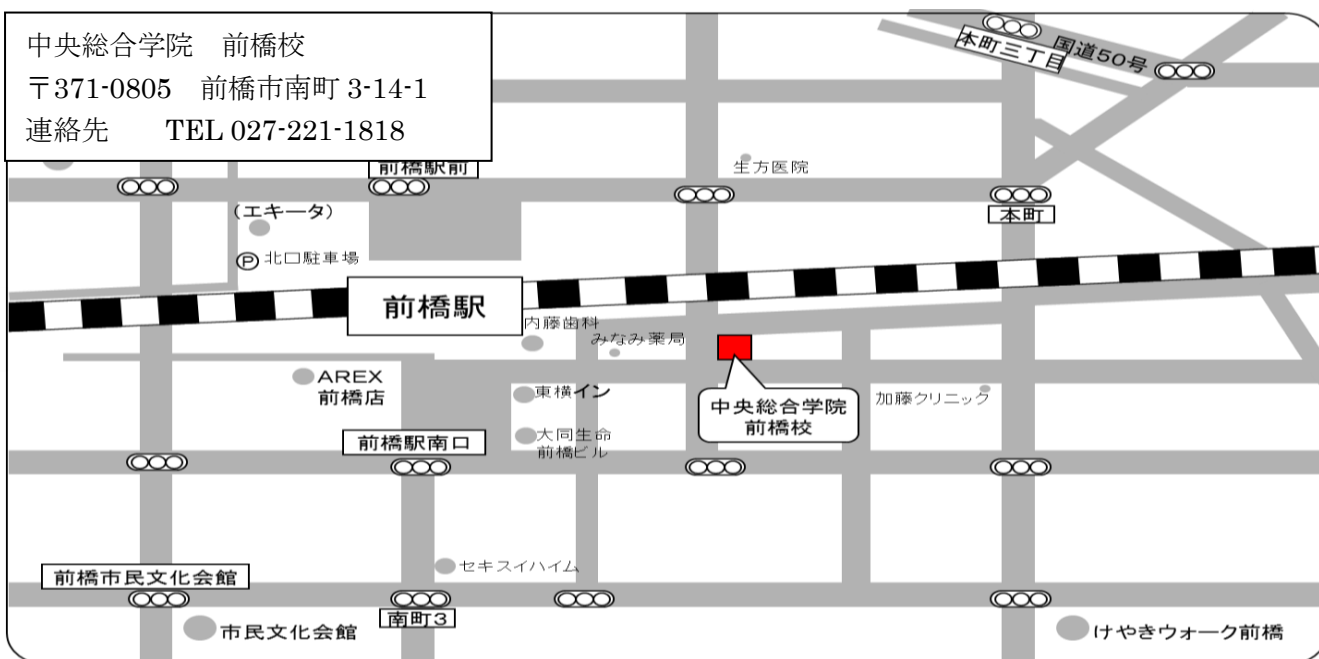 中央総合学院　前橋校
〒371-0805　前橋市南町 3-14-1
連絡先　　TEL 027-221-1818
本町三丁目
国道50号
前橋駅前
生方医院
本町
(エキータ)
Ⓟ 北口駐車場
前橋駅
内藤歯科
みなみ薬局
AREX
前橋店
東横イン
中央総合学院
前橋校
加藤クリニック
前橋駅南口
大同生命
前橋ビル
セキスイハイム
前橋市民文化会館
南町3
市民文化会館
けやきウォーク前橋